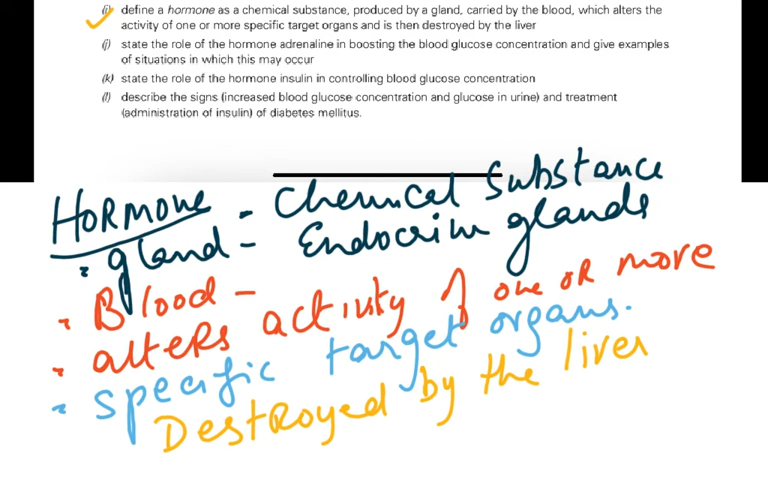 (i) define a hormone as a chemical substance, produced by a gland, carried by the blood, which alters the
activity of one or more specific target organs and is then destroyed by the liver
(j) state the role of the hormone adrenaline in boosting the blood glucose concentration and give examples
of situations in which this may occur
(k) state the role of the hormone insulin in controlling blood glucose concentration
(l) describe the signs (increased blood glucose concentration and glucose in urine) and treatment
(administration of insulin) of diabetes mellitus.
HORMONE = Chemical Substance
gland = Endocrin glands
Blood -
alters activity of one or more
specific target organs.
Destroyed by the liver